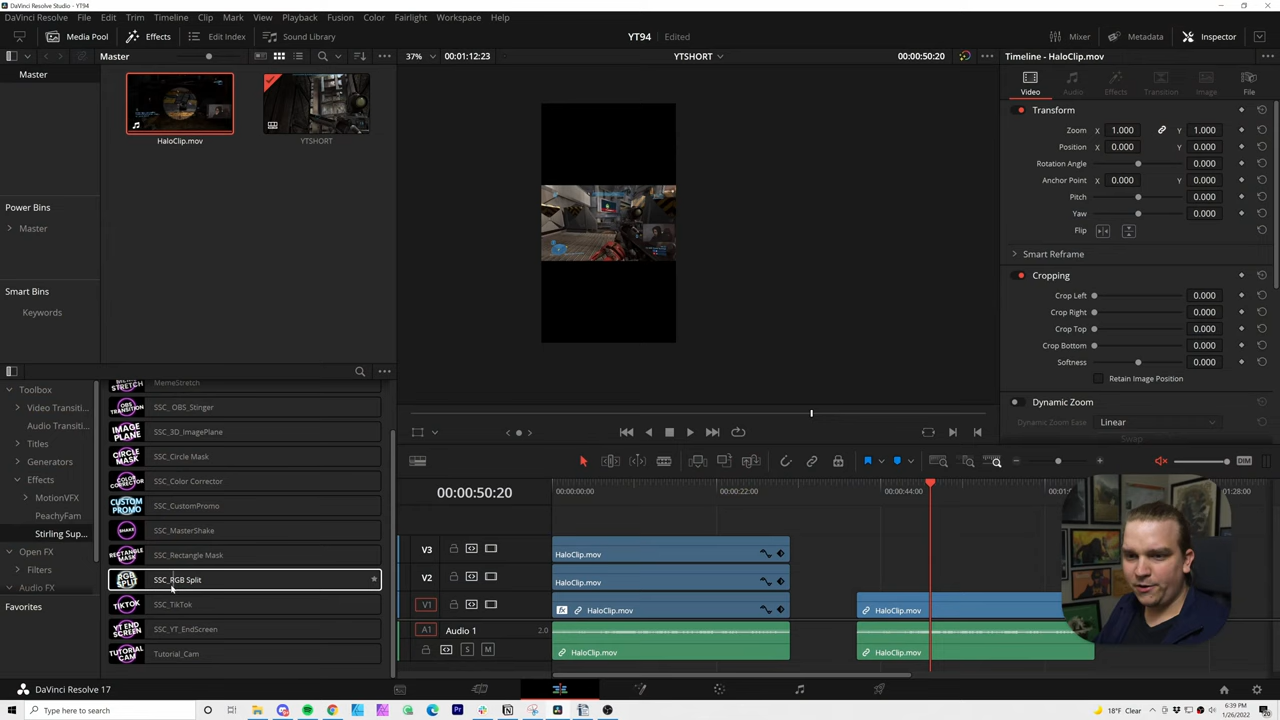 DaVinci Resolve Studio - YT94
DaVinci Resolve File Edit Trim Timeline Clip Mark View Playback Fusion Color Fairlight Workspace Help
Media Pool Effects Edit Index Sound Library YT94 Edited Mixer Metadata Inspector
Master 37% 00:01:12:23 YTSHORT 00:00:50:20 Timeline - HaloClip.mov
Master
Video Audio Effects Transition Image File
Transform
Zoom X 1.000 Y 1.000
HaloClip.mov YTSHORT
Position X 0.000 Y 0.000
Rotation Angle 0.000
Anchor Point X 0.000 Y 0.000
Pitch 0.000
Power Bins
Yaw 0.000
Master
Flip
Smart Reframe
Cropping
Smart Bins
Crop Left 0.000
Keywords
Crop Right 0.000
Crop Top 0.000
Crop Bottom 0.000
Softness 0.000
Retain Image Position
Toolbox
MEME STRETCH MemeStretch
Dynamic Zoom
Video Transiti...
OBS TRANSITION SSC_ OBS_Stinger
Dynamic Zoom Ease Linear
Audio Transiti...
IMAGE PLANE SSC_3D_ImagePlane
Swap
Titles
CIRCLE MASK SSC_Circle Mask
Generators
Effects
COLOR CORRECTOR SSC_Color Corrector
DIM
MotionVFX
CUSTOM PROMO SSC_CustomPromo
00:00:50:20 00:00:00:00 00:00:22:00 00:00:44:00 00:01:0 00:01:28:00
PeachyFam
SHAKE SSC_MasterShake
Stirling Sup...
Open FX
RECTANGLE MASK SSC_Rectangle Mask
V3 HaloClip.mov
Filters
RGB SPLIT SSC_RGB Split
V2 HaloClip.mov
Audio FX
Favorites
TIKTOK SSC_TikTok
V1 fx HaloClip.mov HaloClip.mov
YT END SCREEN SSC_YT_EndScreen
A1 Audio 1 2.0
TUTORIAL CAM Tutorial_Cam
S M HaloClip.mov HaloClip.mov
DaVinci Resolve 17
Type here to search 18°F Clear 6:39 PM
1/26/2022